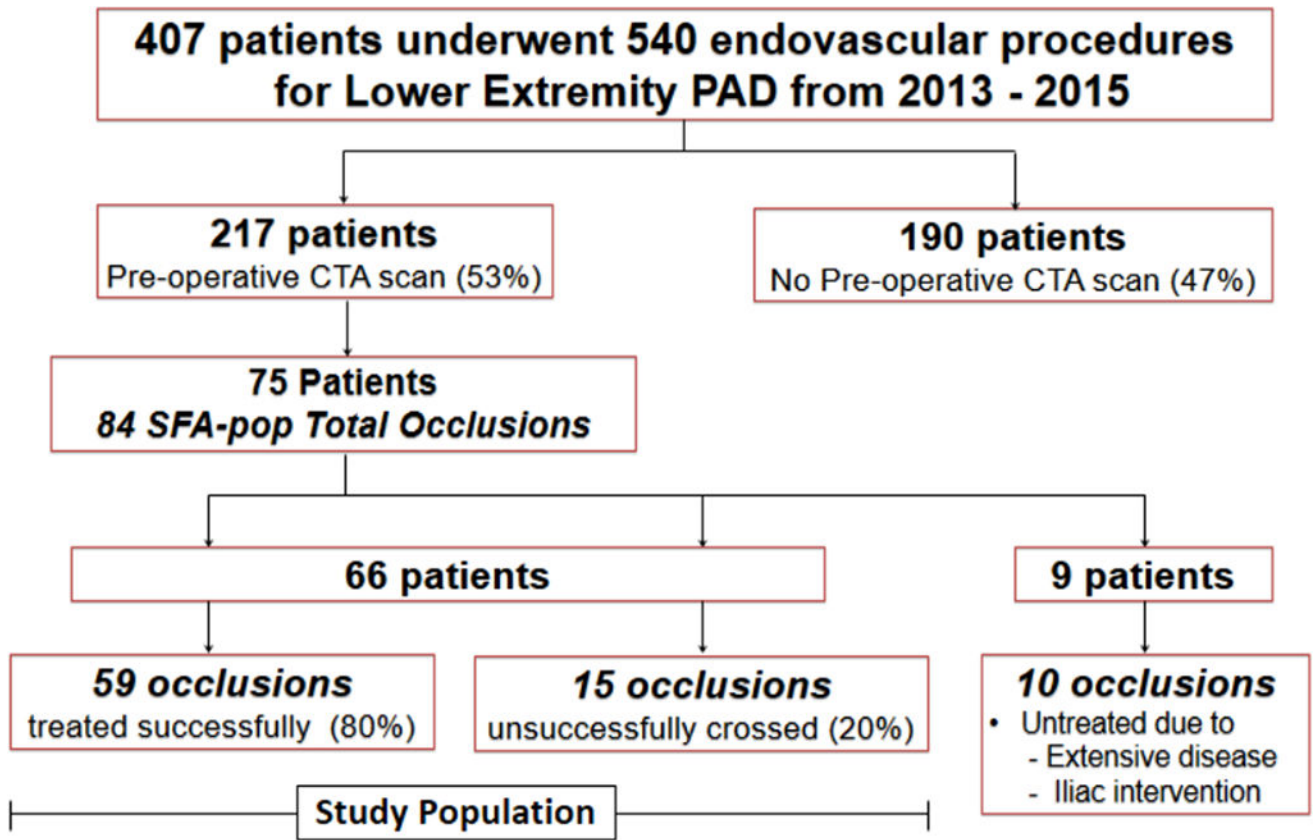 407 patients underwent 540 endovascular procedures
for Lower Extremity PAD from 2013 - 2015
217 patients
Pre-operative CTA scan (53%)
190 patients
No Pre-operative CTA scan (47%)
75 Patients
84 SFA-pop Total Occlusions
66 patients
9 patients
59 occlusions
treated successfully (80%)
15 occlusions
unsuccessfully crossed (20%)
10 occlusions
• Untreated due to
- Extensive disease
- Iliac intervention
Study Population